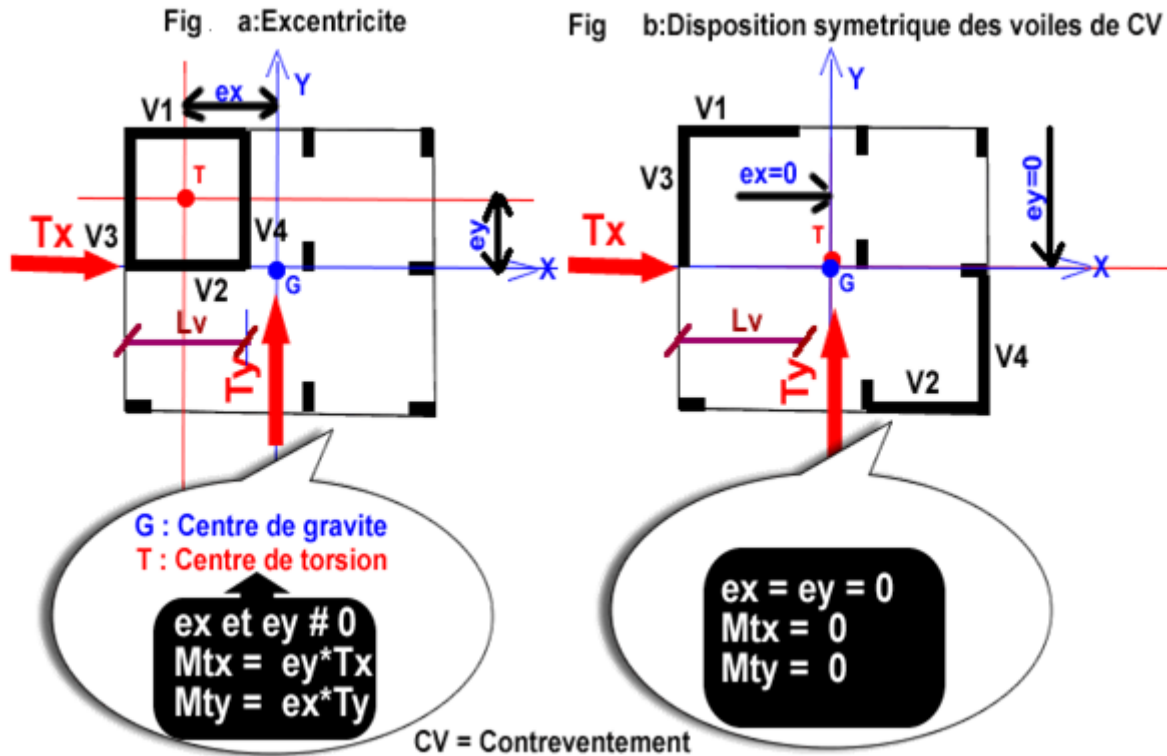 Fig . a:Excentricite
Y
ex
V1
T
V3
V4
ey
Tx
X
G
V2
Lv
Ty
G : Centre de gravite
T : Centre de torsion
ex et ey # 0
Mtx = ey*Tx
Mty = ex*Ty
Fig b:Disposition symetrique des voiles de CV
Y
V1
V3
ex=0
ey=0
Tx
T
X
G
Lv
Ty
V4
V2
ex = ey = 0
Mtx = 0
Mty = 0
CV = Contreventement